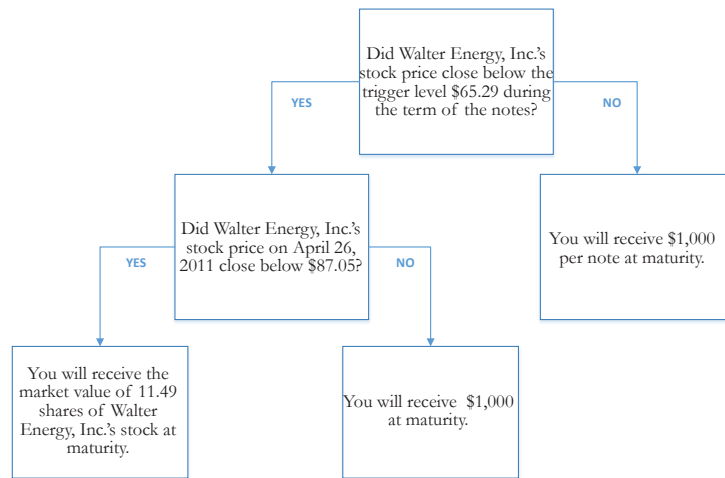 Did Walter Energy, Inc.'s
stock price close below the
trigger level $65.29 during
the term of the notes?
YES
NO
Did Walter Energy, Inc.'s
stock price on April 26,
2011 close below $87.05?
You will receive $1,000
per note at maturity.
YES
NO
You will receive the
market value of 11.49
shares of Walter
Energy, Inc.'s stock at
maturity.
You will receive $1,000
at maturity.